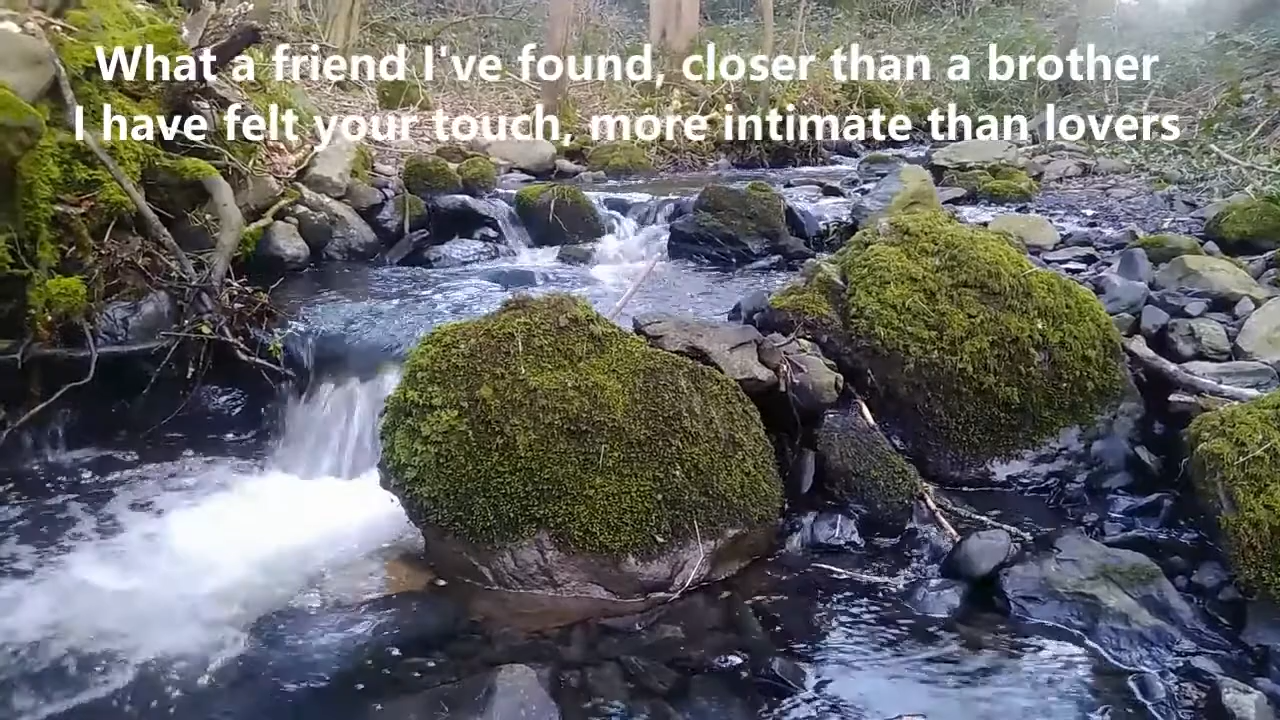 What a friend I've found, closer than a brother
I have felt your touch, more intimate than lovers